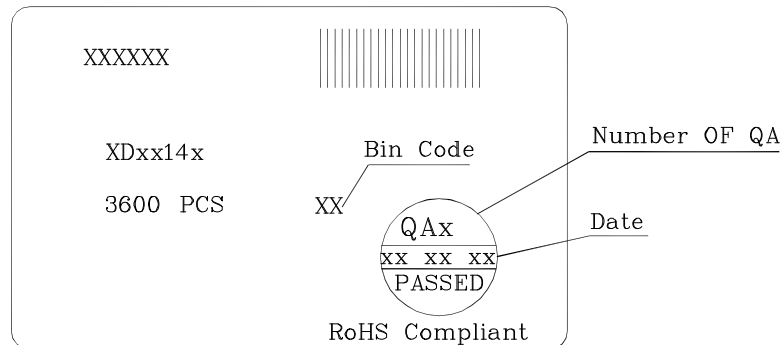 XXXXXX
XDxx14x
Bin Code
Number OF QA
3600 PCS
XX
QAx
Date
xx xx xx
PASSED
RoHS Compliant